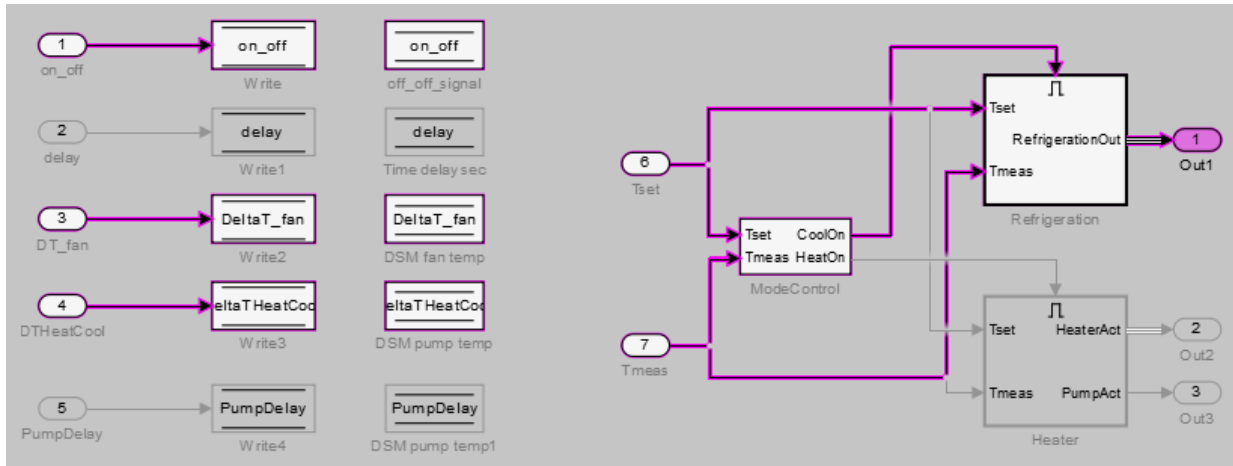 1
on_off
on_off
Write
on_off
off_off_signal
2
delay
delay
Write1
delay
Time delay sec
3
DT_fan
DeltaT_fan
Write2
DeltaT_fan
DSM fan temp
4
DTHeatCool
eltaTHeatCoo
Write3
eltaTHeatCoo
DSM pump temp
5
PumpDelay
PumpDelay
Write4
PumpDelay
DSM pump temp1
6
Tset
7
Tmeas
Tset CoolOn
Tmeas HeatOn
ModeControl
Tset
RefrigerationOut
Tmeas
Refrigeration
1
Out1
Tset HeaterAct
Tmeas PumpAct
Heater
2
Out2
3
Out3